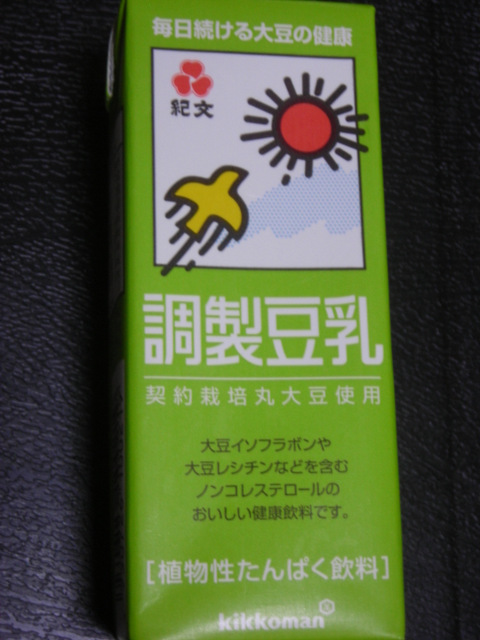 毎日続ける大豆の健康
紀文
調製豆乳
契約栽培丸大豆使用
大豆イソフラボンや
大豆レシチンなどを含む
ノンコレステロールの
おいしい健康飲料です。
[植物性たんぱく飲料]
kikkoman